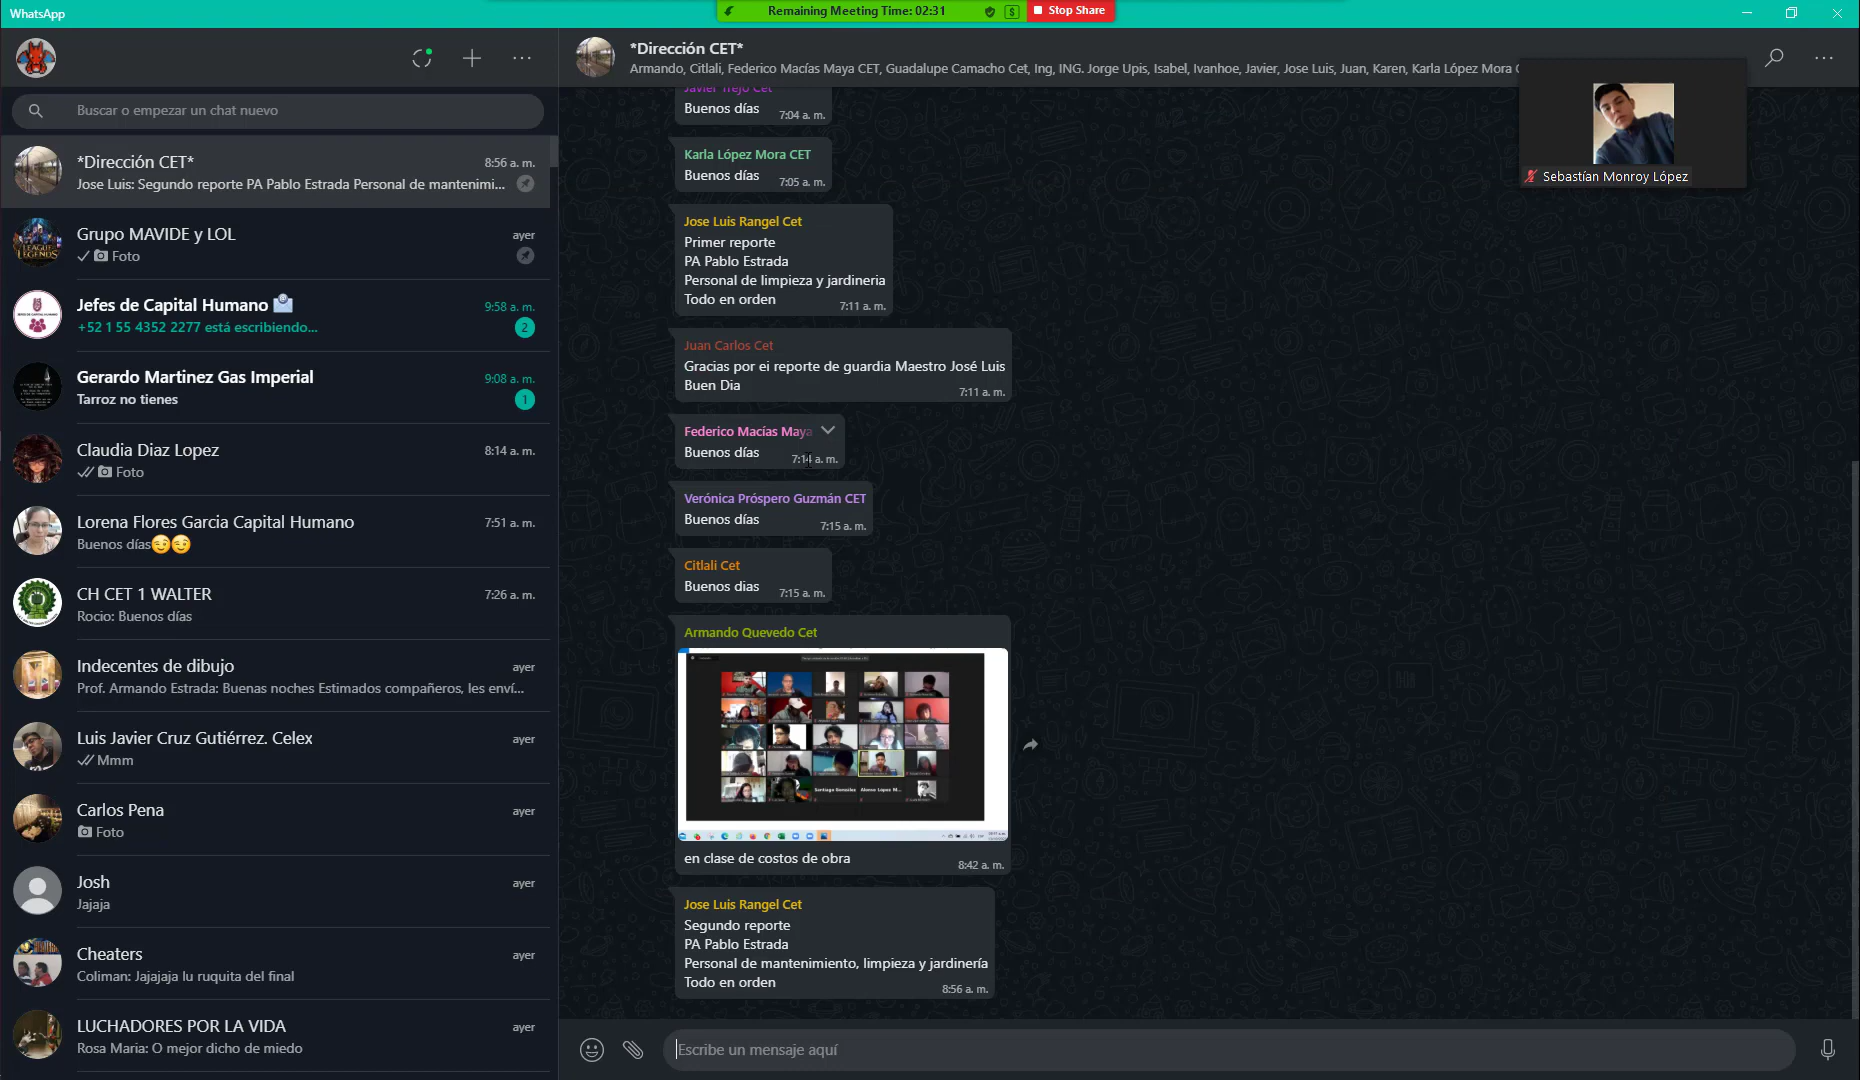 WhatsApp
Remaining Meeting Time: 02:31
Stop Share
*Dirección CET*
Armando, Citlali, Federico Macías Maya CET, Guadalupe Camacho Cet, Ing, ING. Jorge Upis, Isabel, Ivanhoe, Javier, Jose Luis, Juan, Karen, Karla López Mora
Sebastían Monroy López
Buscar o empezar un chat nuevo
*Dirección CET*
8:56 a. m.
Jose Luis: Segundo reporte PA Pablo Estrada Personal de mantenimi...
Grupo MAVIDE y LOL
ayer
Foto
LEAGUE LEGENDS
Jefes de Capital Humano
9:58 a. m.
+52 1 55 4352 2277 está escribiendo...
2
Gerardo Martinez Gas Imperial
9:08 a. m.
Tarroz no tienes
1
Claudia Diaz Lopez
8:14 a. m.
Foto
Lorena Flores Garcia Capital Humano
7:51 a. m.
Buenos días😏😏
CH CET 1 WALTER
7:26 a. m.
Rocio: Buenos días
Indecentes de dibujo
ayer
Prof. Armando Estrada: Buenas noches Estimados compañeros, les enví...
Luis Javier Cruz Gutiérrez. Celex
ayer
Mmm
Carlos Pena
ayer
Foto
Josh
ayer
Jajaja
Cheaters
ayer
Coliman: Jajajaja lu ruquita del final
LUCHADORES POR LA VIDA
ayer
Rosa Maria: O mejor dicho de miedo
Javier Trejo Cet
Buenos días
7:04 a. m.
Karla López Mora CET
Buenos días
7:05 a. m.
Jose Luis Rangel Cet
Primer reporte
PA Pablo Estrada
Personal de limpieza y jardineria
Todo en orden
7:11 a. m.
Juan Carlos Cet
Gracias por ei reporte de guardia Maestro José Luis
Buen Dia
7:11 a. m.
Federico Macías Maya
Buenos días
a. m.
Verónica Próspero Guzmán CET
Buenos días
7:15 a. m.
Citlali Cet
Buenos dias
7:15 a. m.
Armando Quevedo Cet
Santiago González
Alonso Lopez M...
en clase de costos de obra
8:42 a. m.
Jose Luis Rangel Cet
Segundo reporte
PA Pablo Estrada
Personal de mantenimiento, limpieza y jardinería
Todo en orden
8:56 a. m.
Escribe un mensaje aquí